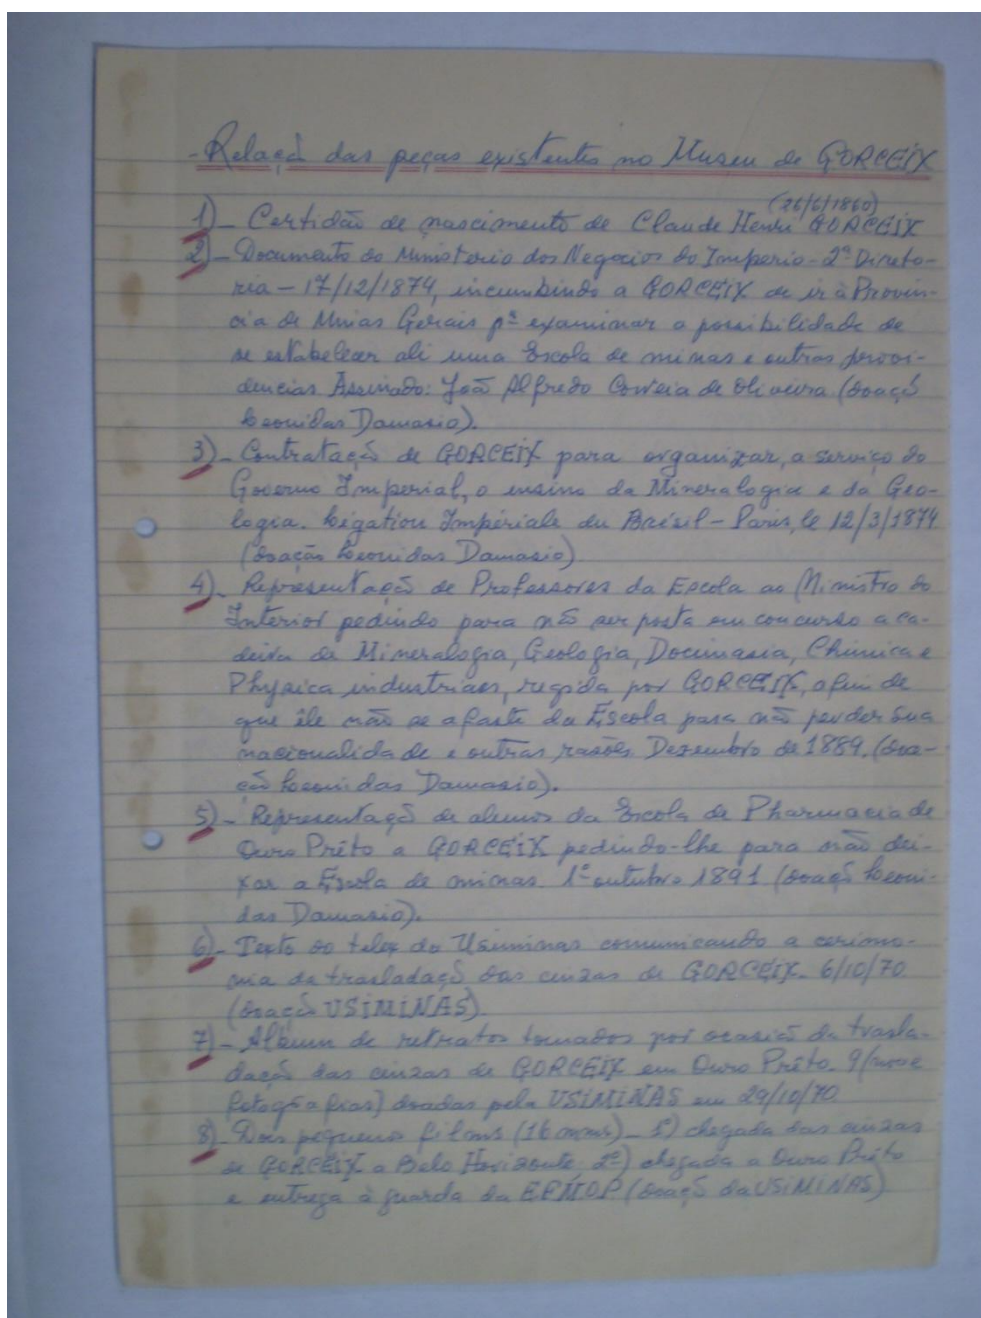 - Relação das peças existentes no Museu de GORCEIX
(26/6/1860)
1) - Certidão de nascimento de Claude Henri GORCEIX
2) - Documento do Ministerio dos Negocios do Imperio - 2ª Direto-
ria - 17/12/1874, incumbindo a GORCEIX de ir à Provin-
cia de Minas Gerais pª examinar a possibilidade de
se estabelecer ali uma Escola de minas e outras provi-
dencias. Assinado: João Alfredo Correia de Oliveira (doação
Leonidas Damasio).
3) - Contratação de GORCEIX para organizar, a serviço do
Governo Imperial, o ensino da Mineralogia e da Geo-
logia. Légation Impériale du Brésil - Paris, le 12/3/1874
(doação Leonidas Damasio)
4) - Representação de Professores da Escola ao Ministro do
Interior pedindo para não ser posta em concurso a ca-
deira de Mineralogia, Geologia, Docimasia, Chimica e
Physica industriaes, regida por GORCEIX, afim de
que êle não se afaste da Escola para não perder sua
nacionalidade e outras rasões. Dezembro de 1889. (doa-
ção Leonidas Damasio).
5) - Representação de alunos da Escola de Pharmacia de
Ouro Prêto a GORCEIX pedindo-lhe para não dei-
xar a Escola de minas. 1º outubro 1891 (doação Leoni-
das Damasio).
6) - Texto do telex da Usiminas comunicando a cerimo-
nia da trasladação das cinzas de GORCEIX. 6/10/70
(doação USIMINAS)
7) - Album de retratos tomados por ocasião da trasla-
dação das cinzas de GORCEIX em Ouro Prêto. 9 (nove
fotografias) doadas pela USIMINAS em 29/10/70
8) - Dois pequenos films (16 mms) - 1º) chegada das cinzas
de GORCEIX a Belo Horizonte, 2º) chegada a Ouro Prêto
e entrega à guarda da EFMOP (doação da USIMINAS)